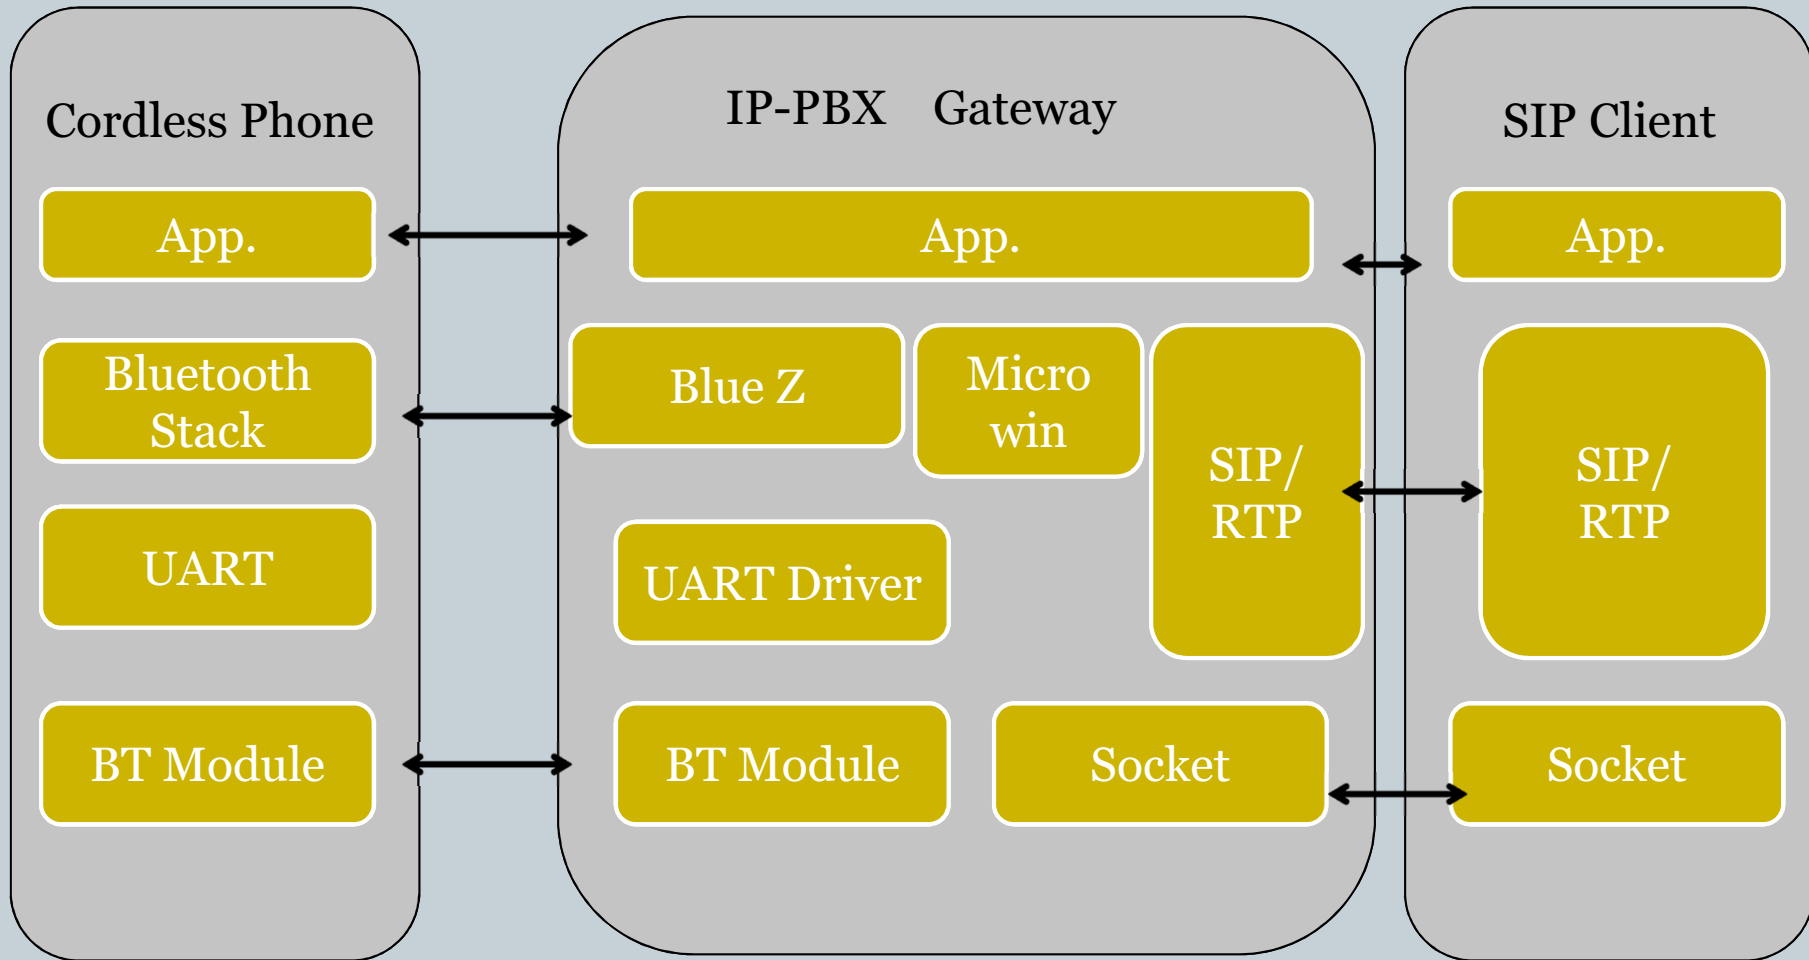 Cordless Phone
App.
Bluetooth
Stack
UART
BT Module
IP-PBX Gateway
App.
Blue Z
Micro
win
SIP/
RTP
UART Driver
BT Module
Socket
SIP Client
App.
SIP/
RTP
Socket